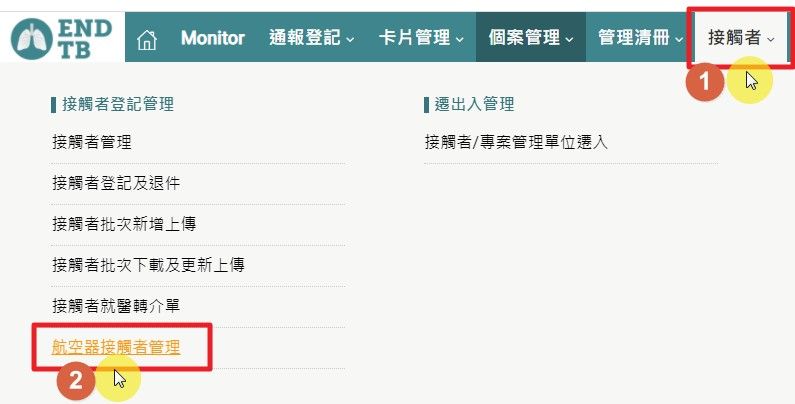 END
TB
Monitor 通報登記 卡片管理 個案管理 管理清冊 接觸者
1
接觸者登記管理
接觸者管理
接觸者登記及退件
接觸者批次新增上傳
接觸者批次下載及更新上傳
接觸者就醫轉介單
航空器接觸者管理
2
遷出入管理
接觸者/專案管理單位遷入